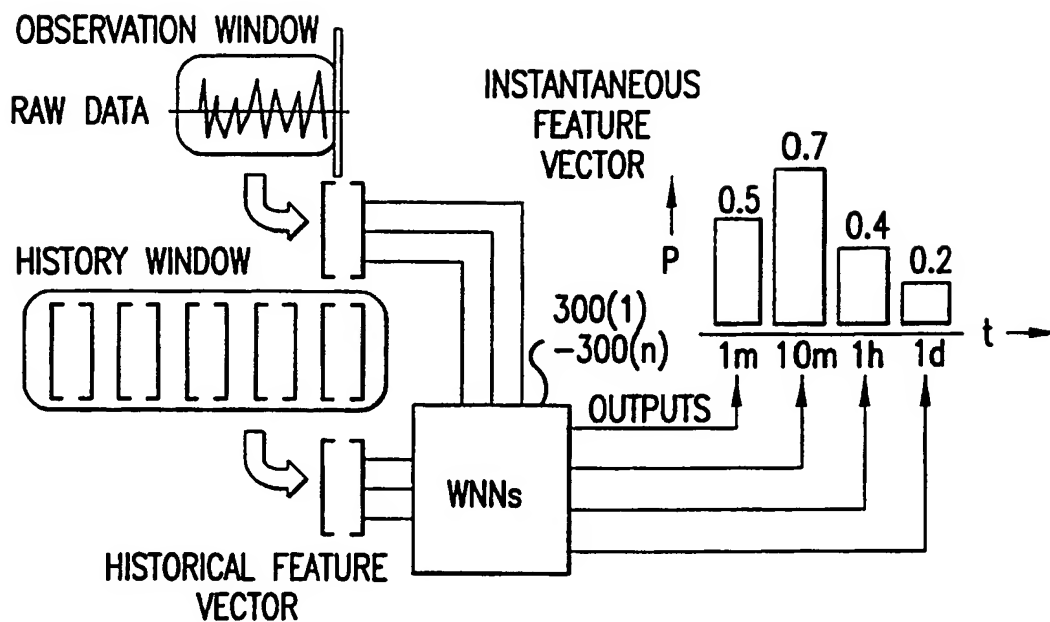 OBSERVATION WINDOW
RAW DATA
INSTANTANEOUS
FEATURE
VECTOR
HISTORY WINDOW
P
0.5
0.7
0.4
0.2
t
1m
10m
1h
1d
300(1)
-300(n)
OUTPUTS
WNNs
HISTORICAL FEATURE
VECTOR